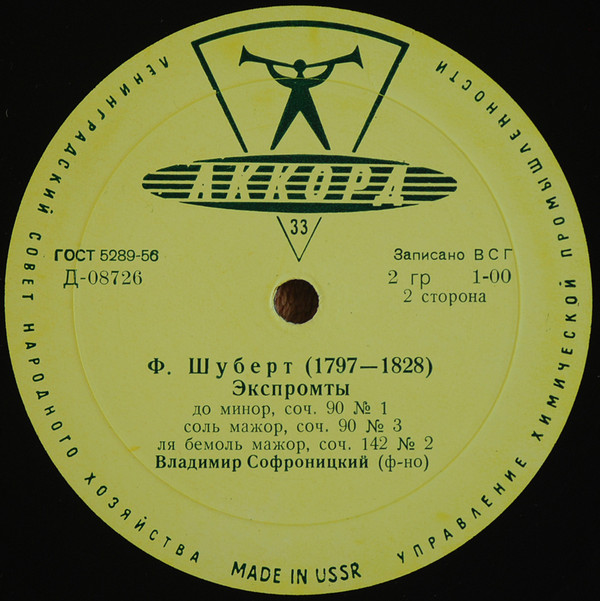 ЛЕНИНГРАДСКИЙ СОВЕТ НАРОДНОГО ХОЗЯЙСТВА
УПРАВЛЕНИЕ ХИМИЧЕСКОЙ ПРОМЫШЛЕННОСТИ
АККОРД
33
ГОСТ 5289-56
Д-08726
Записано ВСГ
2 гр 1-00
2 сторона
Ф. Шуберт (1797—1828)
Экспромты
до минор, соч. 90 № 1
соль мажор, соч. 90 № 3
ля бемоль мажор, соч. 142 № 2
Владимир Софроницкий (ф-но)
MADE IN USSR